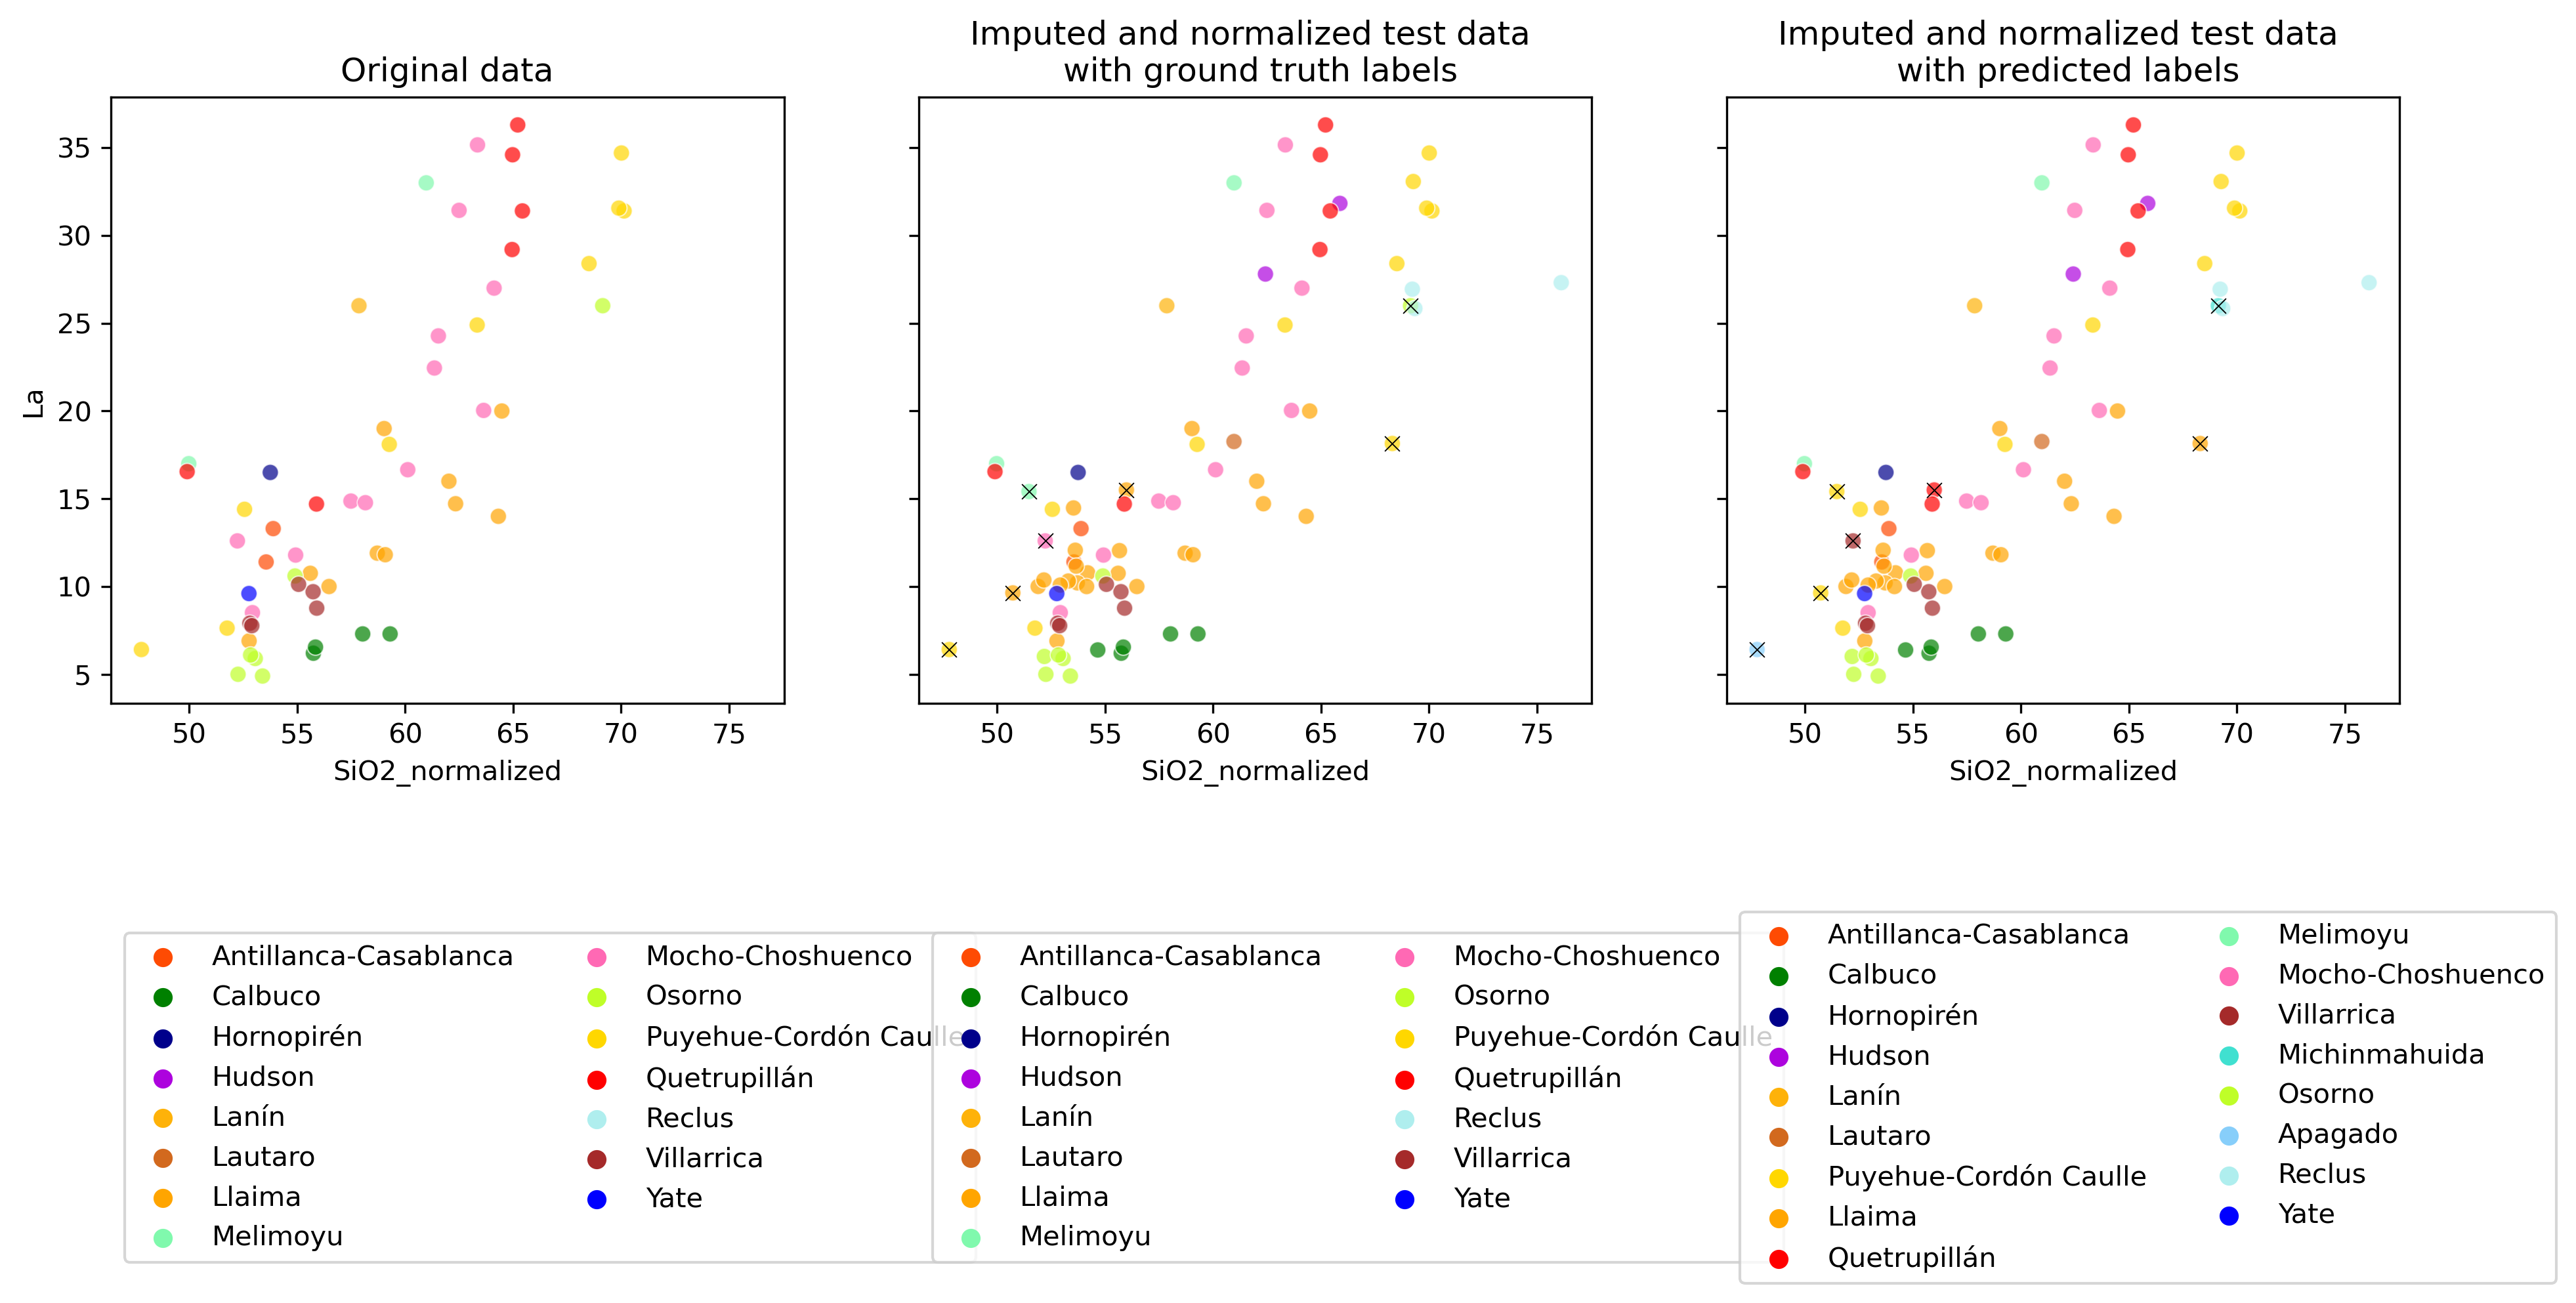 Original data
Imputed and normalized test data
with ground truth labels
Imputed and normalized test data
with predicted labels
La
35
30
25
20
15
10
5
50 55 60 65 70 75
SiO2_normalized
50 55 60 65 70 75
SiO2_normalized
50 55 60 65 70 75
SiO2_normalized
Antillanca-Casablanca
Calbuco
Hornopirén
Hudson
Lanín
Lautaro
Llaima
Melimoyu
Mocho-Choshuenco
Osorno
Puyehue-Cordón Caulle
Quetrupillán
Reclus
Villarrica
Yate
Antillanca-Casablanca
Calbuco
Hornopirén
Hudson
Lanín
Lautaro
Llaima
Melimoyu
Mocho-Choshuenco
Osorno
Puyehue-Cordón Caulle
Quetrupillán
Reclus
Villarrica
Yate
Antillanca-Casablanca
Calbuco
Hornopirén
Hudson
Lanín
Lautaro
Puyehue-Cordón Caulle
Llaima
Quetrupillán
Melimoyu
Mocho-Choshuenco
Villarrica
Michinmahuida
Osorno
Apagado
Reclus
Yate